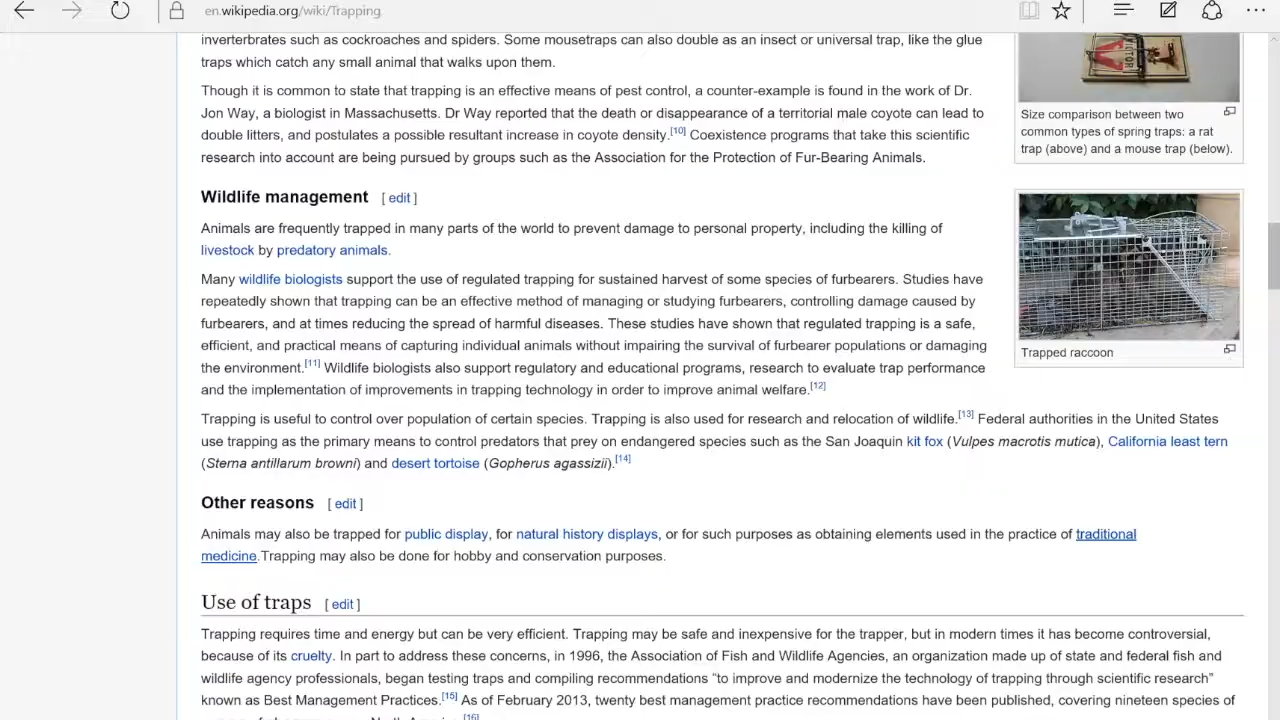 en.wikipedia.org/wiki/Trapping
invertebrates such as cockroaches and spiders. Some mousetraps can also double as an insect or universal trap, like the glue
traps which catch any small animal that walks upon them.
Though it is common to state that trapping is an effective means of pest control, a counter-example is found in the work of Dr.
Jon Way, a biologist in Massachusetts. Dr Way reported that the death or disappearance of a territorial male coyote can lead to
double litters, and postulates a possible resultant increase in coyote density.[10] Coexistence programs that take this scientific
research into account are being pursued by groups such as the Association for the Protection of Fur-Bearing Animals.
VICTOR
Size comparison between two
common types of spring traps: a rat
trap (above) and a mouse trap (below).
Wildlife management [ edit ]
Animals are frequently trapped in many parts of the world to prevent damage to personal property, including the killing of
livestock by predatory animals.
Many wildlife biologists support the use of regulated trapping for sustained harvest of some species of furbearers. Studies have
repeatedly shown that trapping can be an effective method of managing or studying furbearers, controlling damage caused by
furbearers, and at times reducing the spread of harmful diseases. These studies have shown that regulated trapping is a safe,
efficient, and practical means of capturing individual animals without impairing the survival of furbearer populations or damaging
the environment.[11] Wildlife biologists also support regulatory and educational programs, research to evaluate trap performance
and the implementation of improvements in trapping technology in order to improve animal welfare.[12]
Trapped raccoon
Trapping is useful to control over population of certain species. Trapping is also used for research and relocation of wildlife.[13] Federal authorities in the United States
use trapping as the primary means to control predators that prey on endangered species such as the San Joaquin kit fox (Vulpes macrotis mutica), California least tern
(Sterna antillarum browni) and desert tortoise (Gopherus agassizii).[14]
Other reasons [ edit ]
Animals may also be trapped for public display, for natural history displays, or for such purposes as obtaining elements used in the practice of traditional
medicine.Trapping may also be done for hobby and conservation purposes.
Use of traps [ edit ]
Trapping requires time and energy but can be very efficient. Trapping may be safe and inexpensive for the trapper, but in modern times it has become controversial,
because of its cruelty. In part to address these concerns, in 1996, the Association of Fish and Wildlife Agencies, an organization made up of state and federal fish and
wildlife agency professionals, began testing traps and compiling recommendations "to improve and modernize the technology of trapping through scientific research"
known as Best Management Practices.[15] As of February 2013, twenty best management practice recommendations have been published, covering nineteen species of
[16]